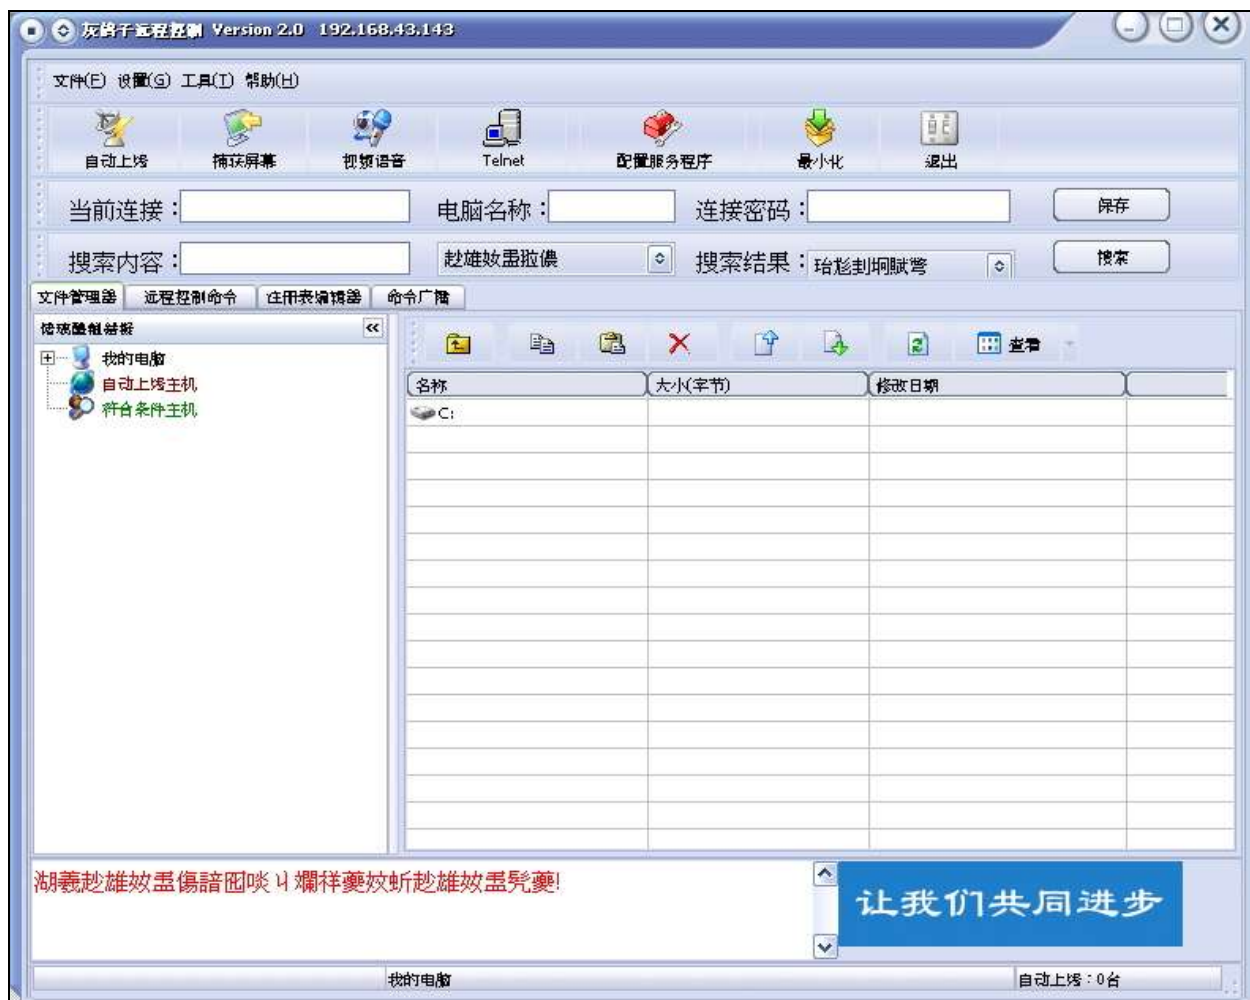 灰鸽子远程控制 Version 2.0 192.168.43.143
文件(F) 设置(G) 工具(T) 帮助(H)
自动上线 捕获屏幕 视频语音 Telnet 配置服务程序 最小化 退出
当前连接： 电脑名称： 连接密码： 保存
搜索内容： 搜索结果： 搜索
文件管理器 远程控制命令 注册表编辑器 命令广播
查看
我的电脑
自动上线主机
符合条件主机
名称 大小(字节) 修改日期
C:
让我们共同进步
我的电脑 自动上线：0台